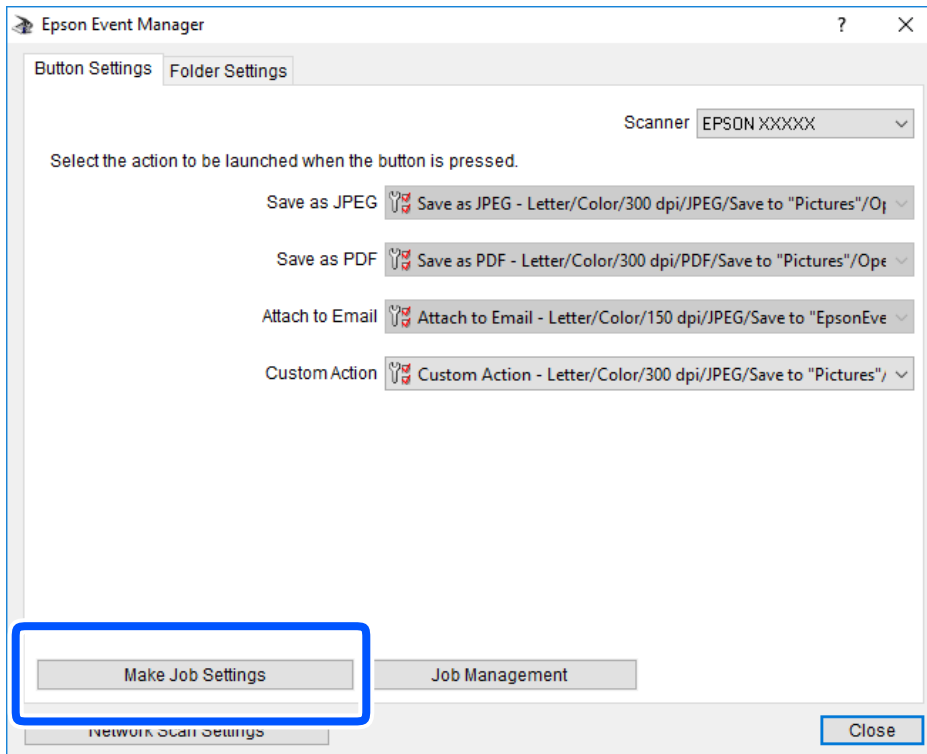 Epson Event Manager
Button Settings
Folder Settings
Scanner EPSON XXXXX
Select the action to be launched when the button is pressed.
Save as JPEG Save as JPEG - Letter/Color/300 dpi/JPEG/Save to "Pictures"/Op
Save as PDF Save as PDF - Letter/Color/300 dpi/PDF/Save to "Pictures"/Ope
Attach to Email Attach to Email - Letter/Color/150 dpi/JPEG/Save to "EpsonEve
Custom Action Custom Action - Letter/Color/300 dpi/JPEG/Save to "Pictures"/
Make Job Settings
Job Management
Network Scan Settings
Close